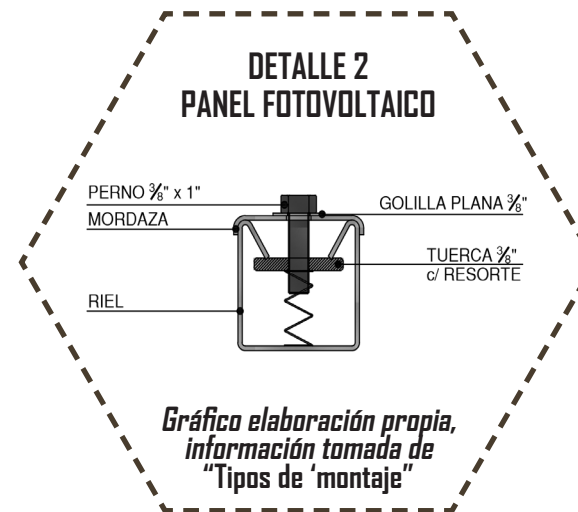 DETALLE 2
PANEL FOTOVOLTAICO
PERNO ⅜" x 1"
MORDAZA
GOLILLA PLANA ⅜"
TUERCA ⅜"
c/ RESORTE
RIEL
Gráfico elaboración propia,
información tomada de
“Tipos de ‘montaje”